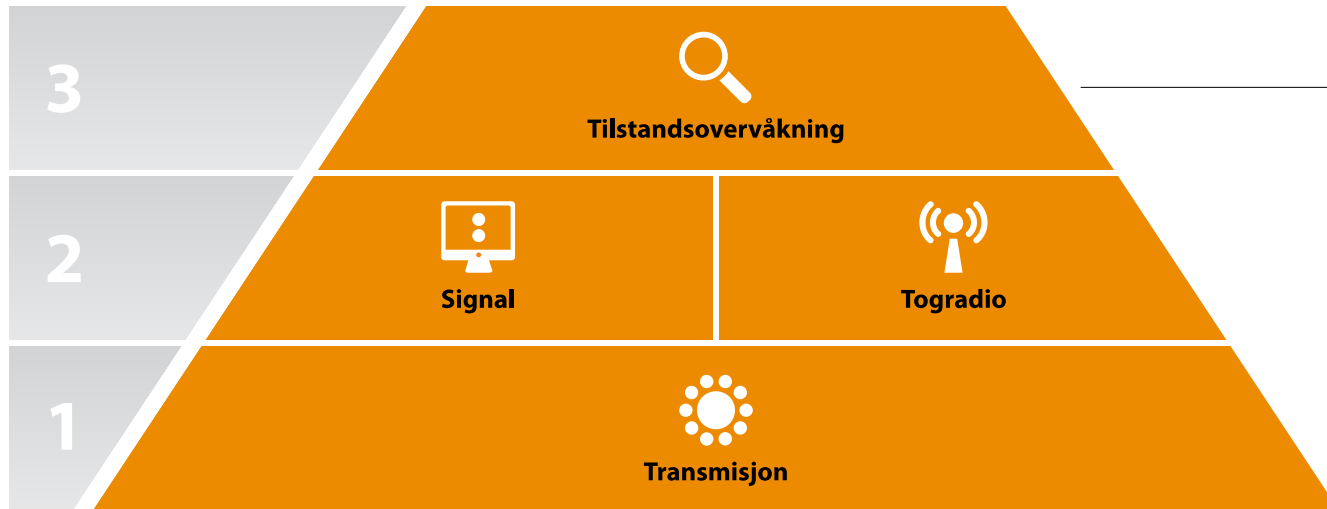 3
Tilstandsovervåkning
2
Signal
Togradio
1
Transmisjon